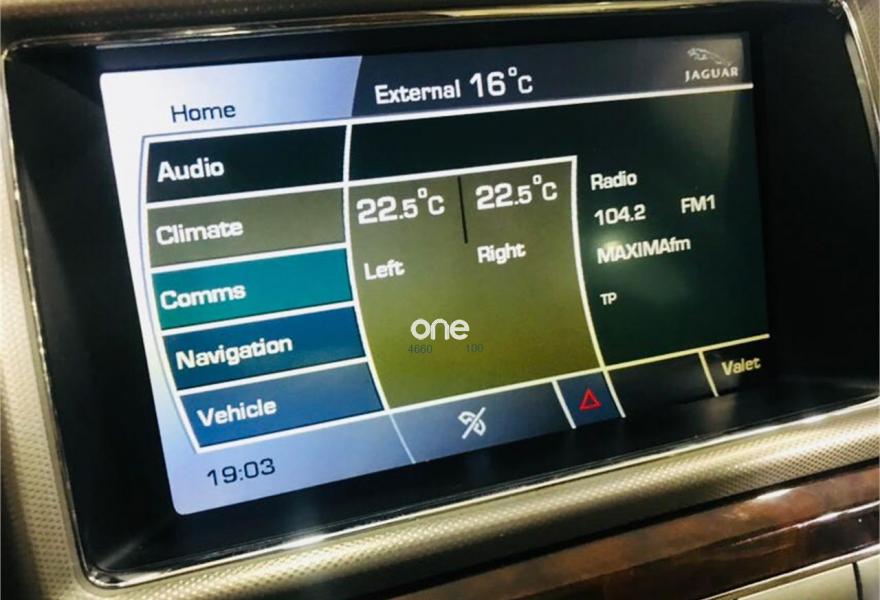 Home
External 16°C
JAGUAR
Audio
Climate
Comms
Navigation
Vehicle
22.5°C
22.5°C
Left
Right
Radio
104.2 FM1
MAXIMAfm
TP
one
4660 100
19:03
Valet